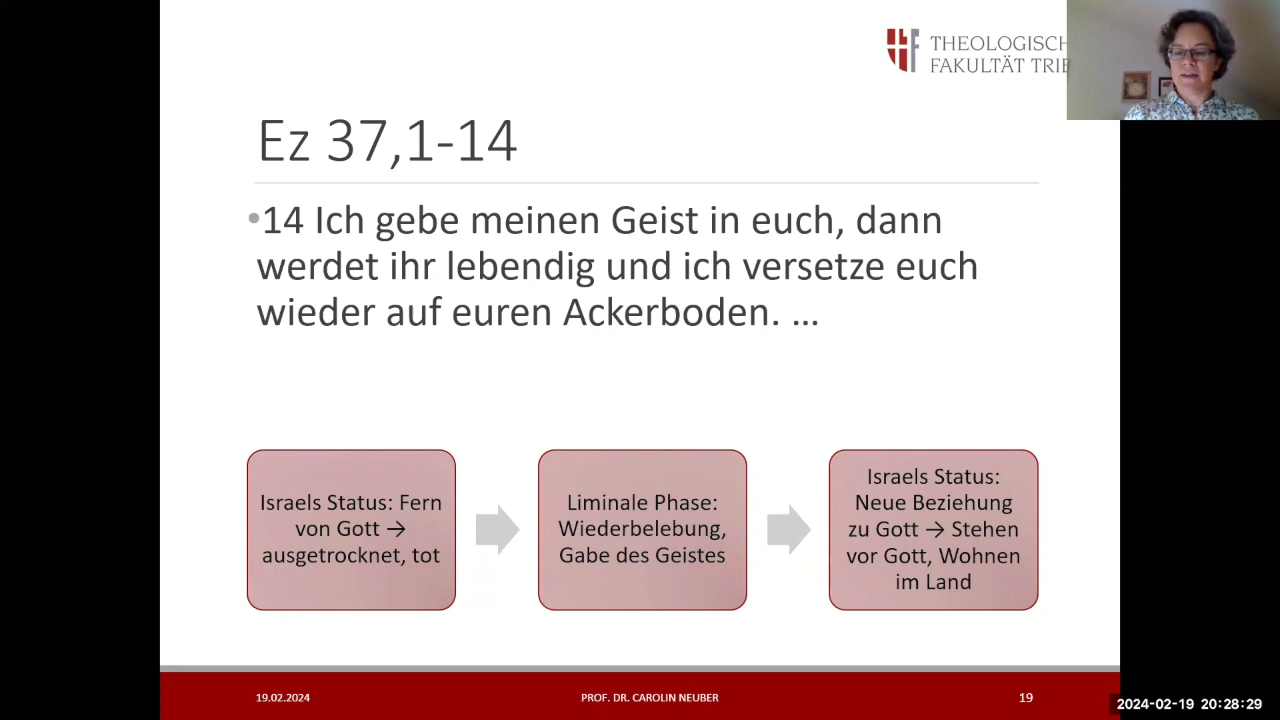 THEOLOGISCH
FAKULTÄT TRIE
Ez 37,1-14
•14 Ich gebe meinen Geist in euch, dann
werdet ihr lebendig und ich versetze euch
wieder auf euren Ackerboden. …
Israels Status: Fern
von Gott →
ausgetrocknet, tot
Liminale Phase:
Wiederbelebung,
Gabe des Geistes
Israels Status:
Neue Beziehung
zu Gott → Stehen
vor Gott, Wohnen
im Land
19.02.2024
PROF. DR. CAROLIN NEUBER
19
2024-02-19 20:28:29